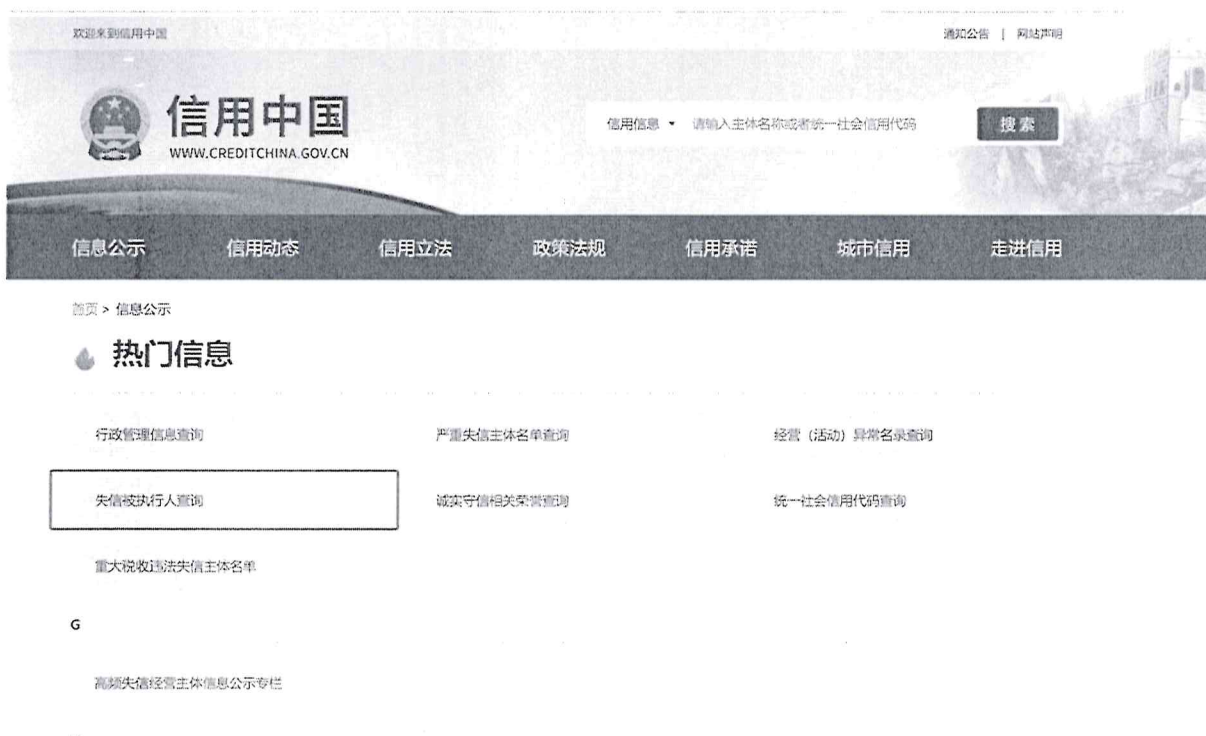 欢迎来到信用中国
通知公告 | 网站声明
信用中国
WWW.CREDITCHINA.GOV.CN
信用信息 请输入主体名称或者统一社会信用代码 搜索
信息公示 信用动态 信用立法 政策法规 信用承诺 城市信用 走进信用
首页 > 信息公示
热门信息
行政管理信息查询 严重失信主体名单查询 经营（活动）异常名录查询
失信被执行人查询 诚实守信相关荣誉查询 统一社会信用代码查询
重大税收违法失信主体名单
G
高频失信经营主体信息公示专栏